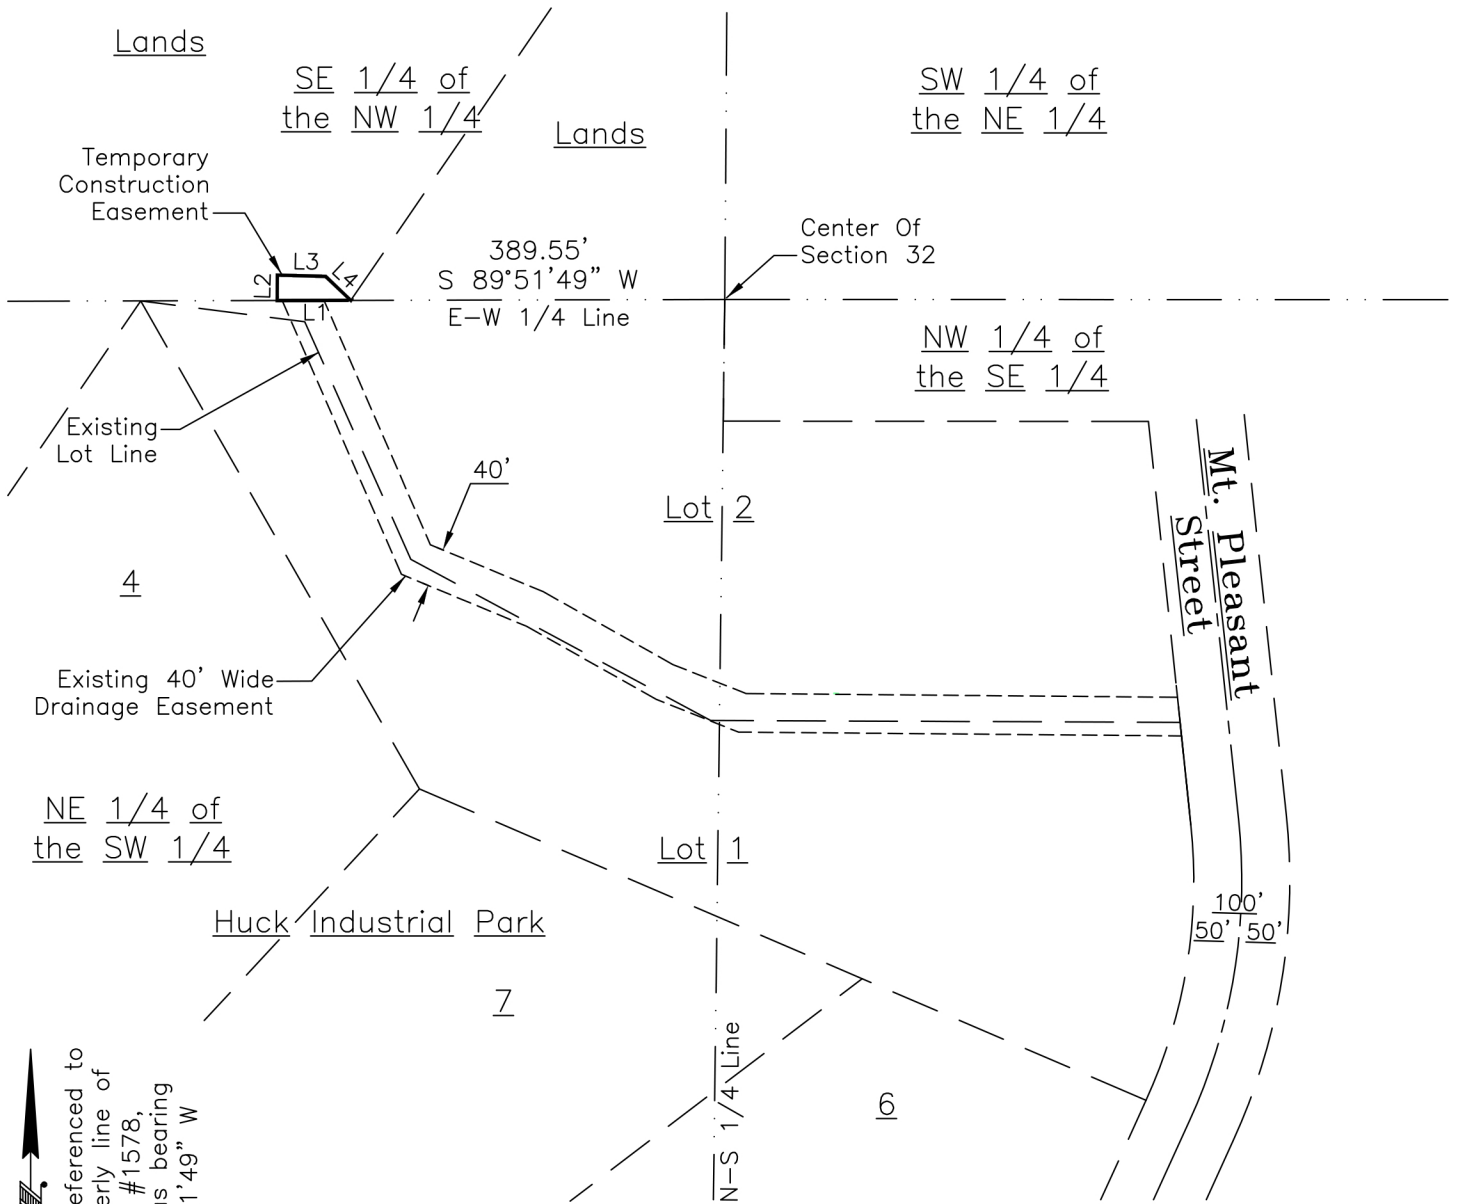 Lands
SE 1/4 of
the NW 1/4
Lands
SW 1/4 of
the NE 1/4
Temporary
Construction
Easement
L3
L4
L2
L1
389.55'
S 89°51'49" W
E-W 1/4 Line
Center Of
Section 32
NW 1/4 of
the SE 1/4
Existing
Lot Line
40'
Lot 2
Mt. Pleasant
Street
4
Existing 40' Wide
Drainage Easement
NE 1/4 of
the SW 1/4
Lot 1
Huck Industrial Park
100'
50' 50'
7
N-S 1/4 Line
6
eferenced to
erly line of
#1578,
as bearing
1'49" W